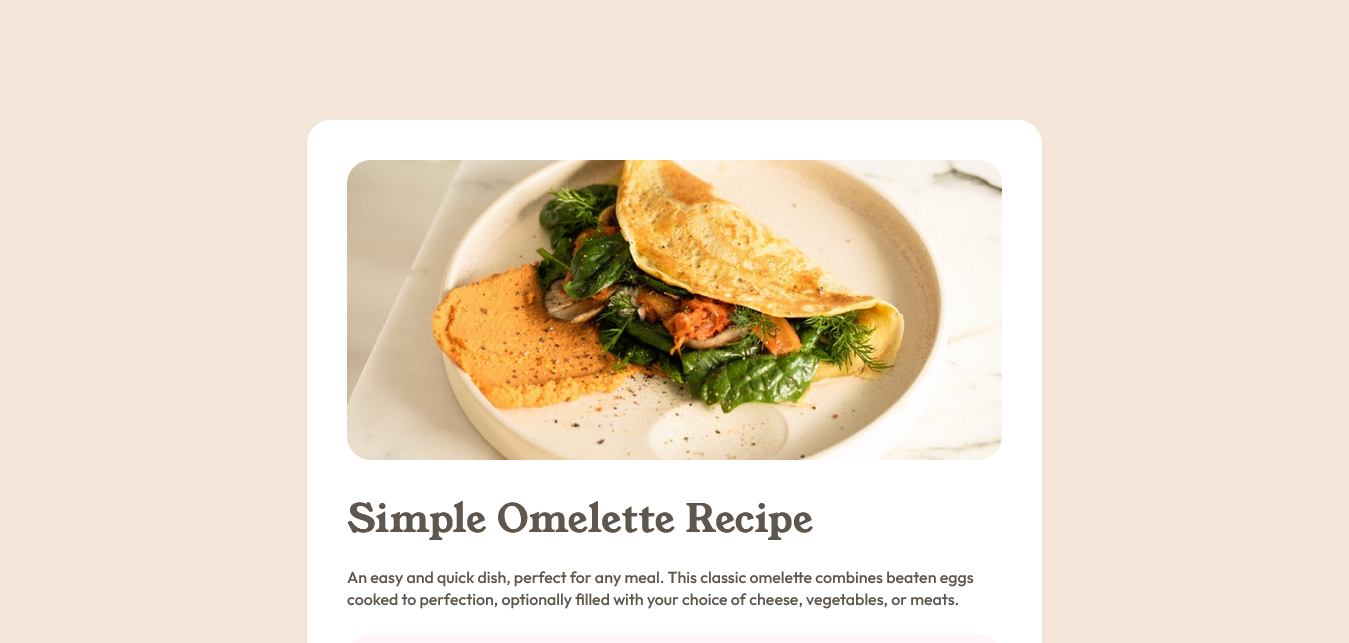 Simple Omelette Recipe
An easy and quick dish, perfect for any meal. This classic omelette combines beaten eggs
cooked to perfection, optionally filled with your choice of cheese, vegetables, or meats.